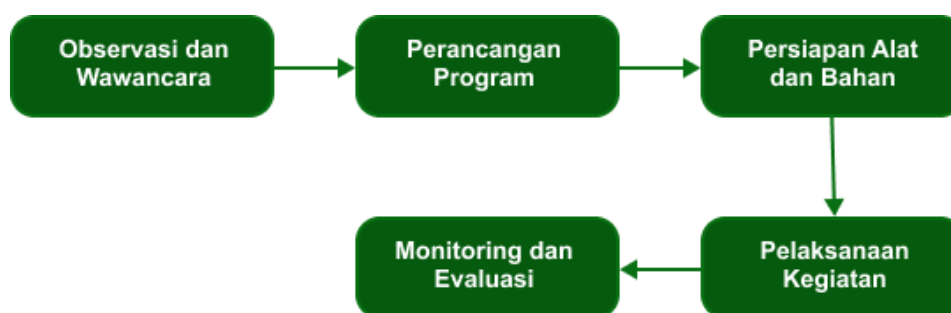 Observasi dan
Wawancara
Perancangan
Program
Persiapan Alat
dan Bahan
Monitoring dan
Evaluasi
Pelaksanaan
Kegiatan